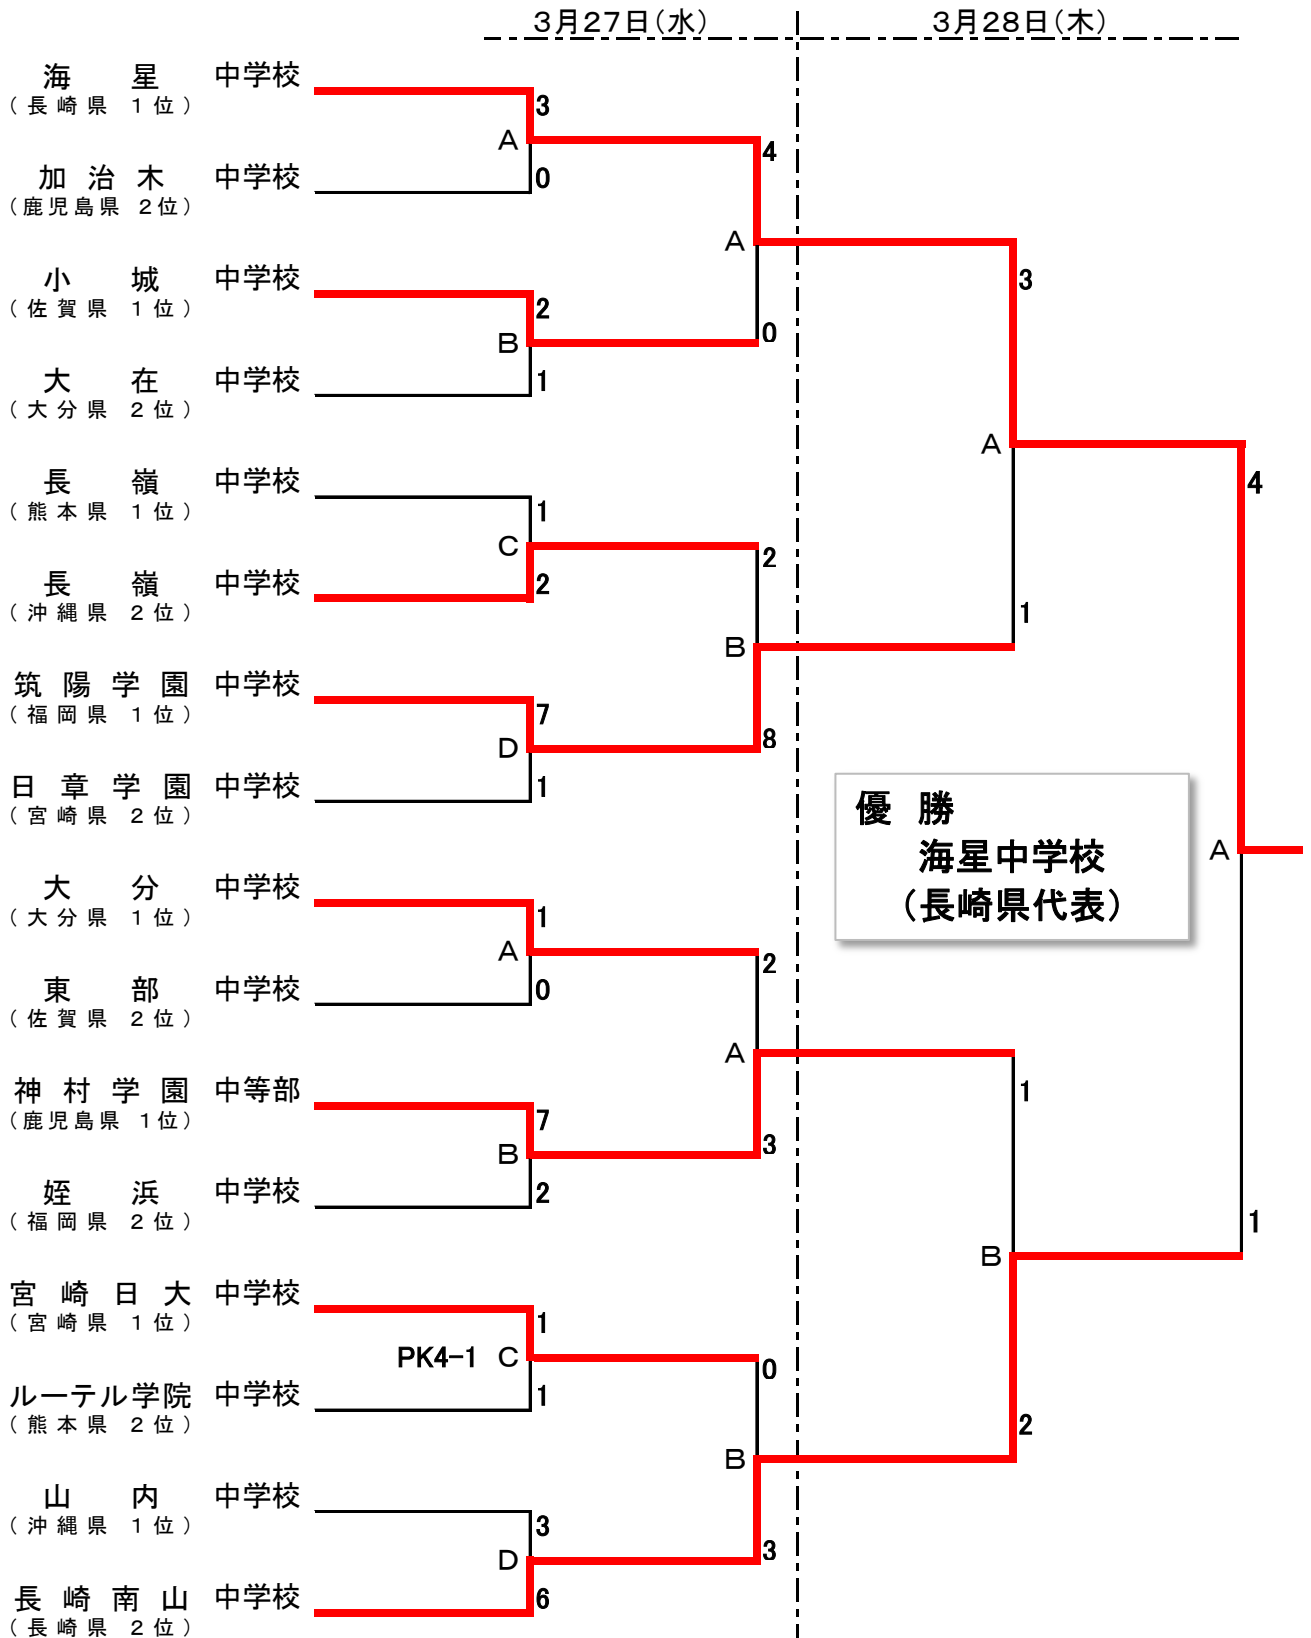 3月27日(水)
3月28日(木)
海 星 中学校
(長崎県 1位)
3
A
4
加治木 中学校
(鹿児島県 2位)
0
A
小 城 中学校
(佐賀県 1位)
2
3
B
0
大 在 中学校
(大分県 2位)
1
A
長 嶺 中学校
(熊本県 1位)
1
4
C
2
長 嶺 中学校
(沖縄県 2位)
2
1
B
筑陽学園 中学校
(福岡県 1位)
7
D
8
日章学園 中学校
(宮崎県 2位)
1
優 勝
海星中学校
(長崎県代表)
A
大 分 中学校
(大分県 1位)
1
A
2
東 部 中学校
(佐賀県 2位)
0
A
神村学園 中等部
(鹿児島県 1位)
7
1
B
3
姪 浜 中学校
(福岡県 2位)
2
1
B
宮崎日大 中学校
(宮崎県 1位)
1
PK4-1 C
0
ルーテル学院 中学校
(熊本県 2位)
1
2
B
山 内 中学校
(沖縄県 1位)
3
D
3
長崎南山 中学校
(長崎県 2位)
6